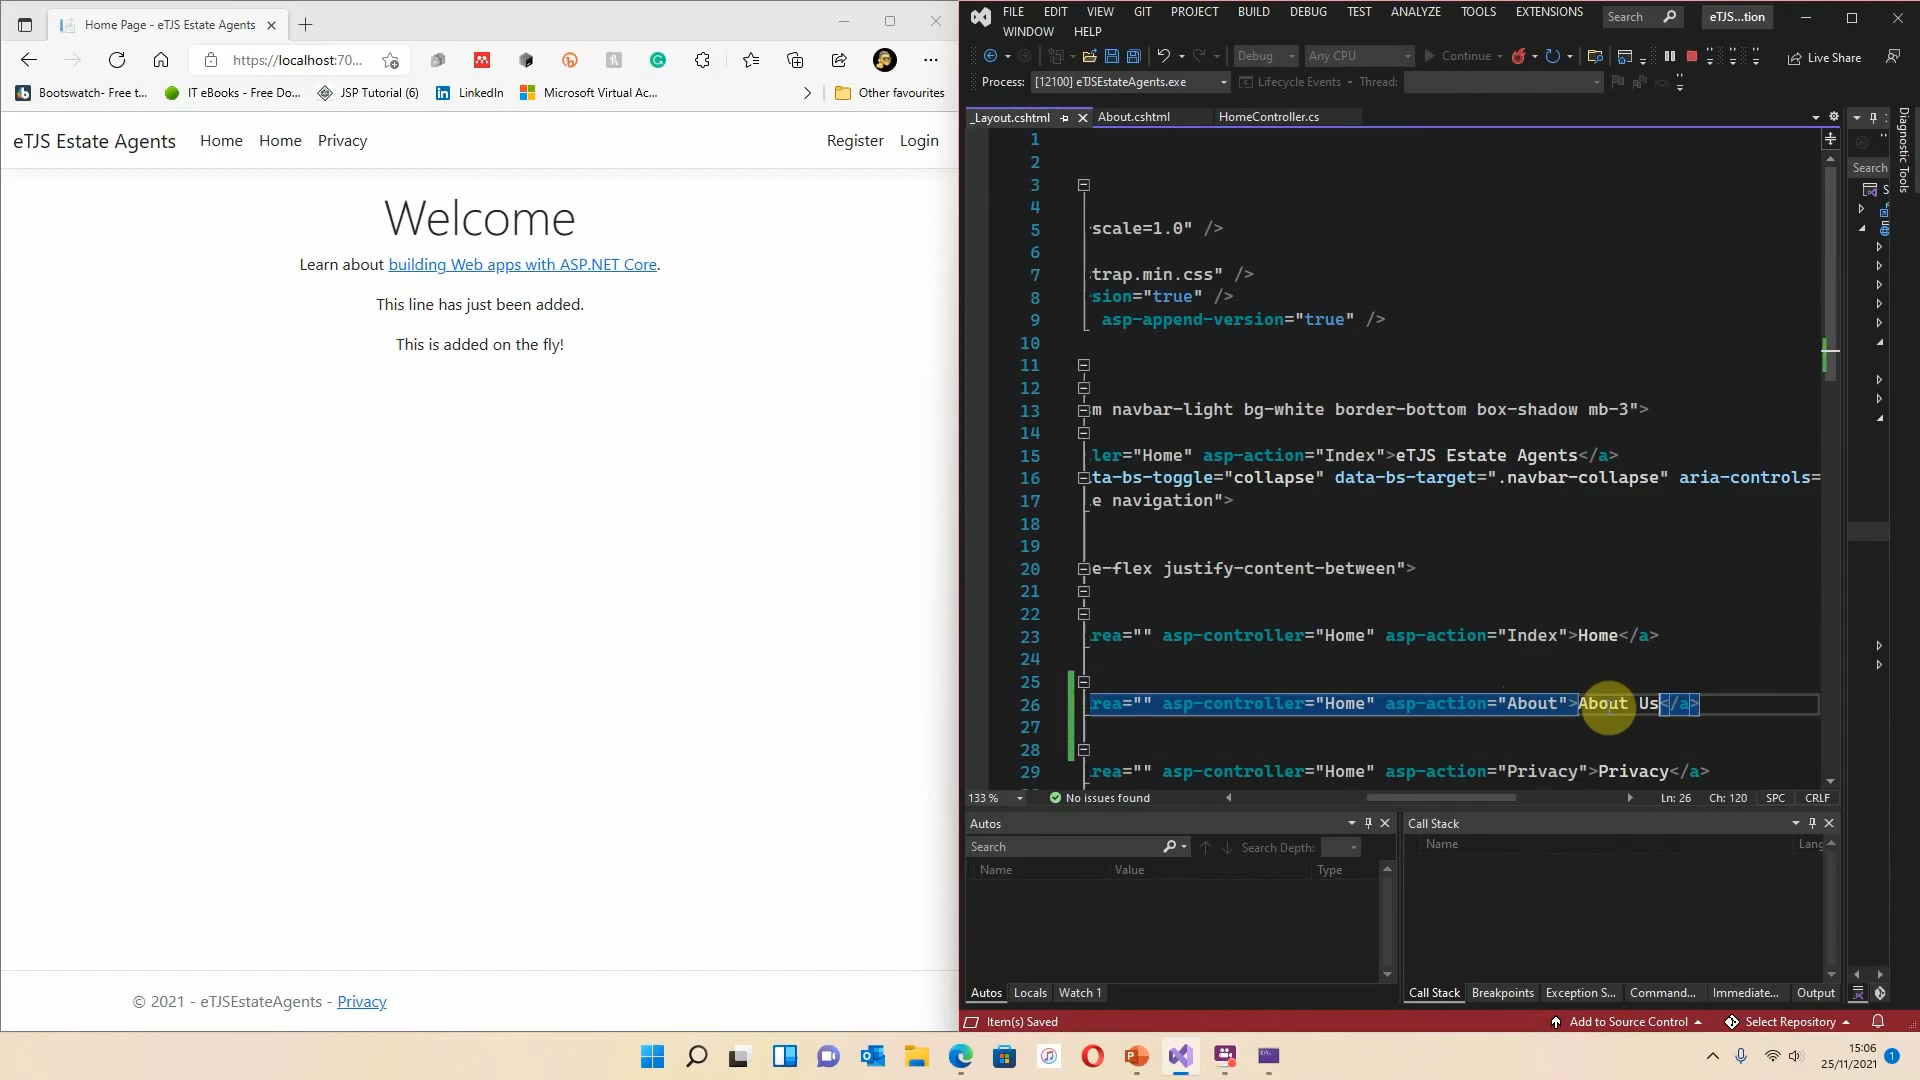 Home Page - eTJS Estate Agents
https://localhost:70...
Bootswatch- Free t...
IT eBooks - Free Do...
JSP Tutorial (6)
LinkedIn
Microsoft Virtual Ac...
Other favourites
eTJS Estate Agents
Home
Home
Privacy
Register
Login
Welcome
Learn about building Web apps with ASP.NET Core.
This line has just been added.
This is added on the fly!
© 2021 - eTJSEstateAgents - Privacy
FILE EDIT VIEW GIT PROJECT BUILD DEBUG TEST ANALYZE TOOLS EXTENSIONS
Search
eTJS...tion
WINDOW HELP
Debug
Any CPU
Continue
Live Share
Process: [12100] eTJSEstateAgents.exe
Lifecycle Events
Thread:
_Layout.cshtml
About.cshtml
HomeController.cs
Diagnostic Tools
Search
1
2
3
4
5 scale=1.0" />
6
7 trap.min.css" />
8 sion="true" />
9 asp-append-version="true" />
10
11
12
13 m navbar-light bg-white border-bottom box-shadow mb-3">
14
15 ler="Home" asp-action="Index">eTJS Estate Agents</a>
16 ta-bs-toggle="collapse" data-bs-target=".navbar-collapse" aria-controls=
17 e navigation">
18
19
20 e-flex justify-content-between">
21
22
23 rea="" asp-controller="Home" asp-action="Index">Home</a>
24
25
26 rea="" asp-controller="Home" asp-action="About">About Us</a>
27
28
29 rea="" asp-controller="Home" asp-action="Privacy">Privacy</a>
133 %
No issues found
Ln: 26
Ch: 120
SPC
CRLF
Autos
Search
Search Depth:
Name
Value
Type
Autos
Locals
Watch 1
Call Stack
Name
Lang
Call Stack
Breakpoints
Exception S...
Command...
Immediate...
Output
Item(s) Saved
Add to Source Control
Select Repository
15:06
25/11/2021
1